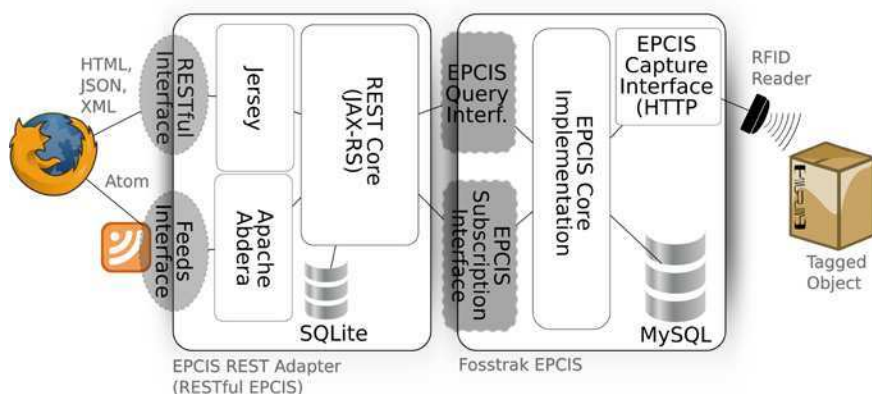 HTML,
JSON,
XML
Atom
RESTful
Interface
Feeds
Interface
Jersey
Apache
Abdera
REST Core
(JAX-RS)
SQLite
EPCIS REST Adapter
(RESTful EPCIS)
EPCIS
Query
Interf.
EPCIS
Subscription
Interface
EPCIS Core
Implementation
EPCIS
Capture
Interface
(HTTP
MySQL
Fosstrak EPCIS
RFID
Reader
Tagged
Object